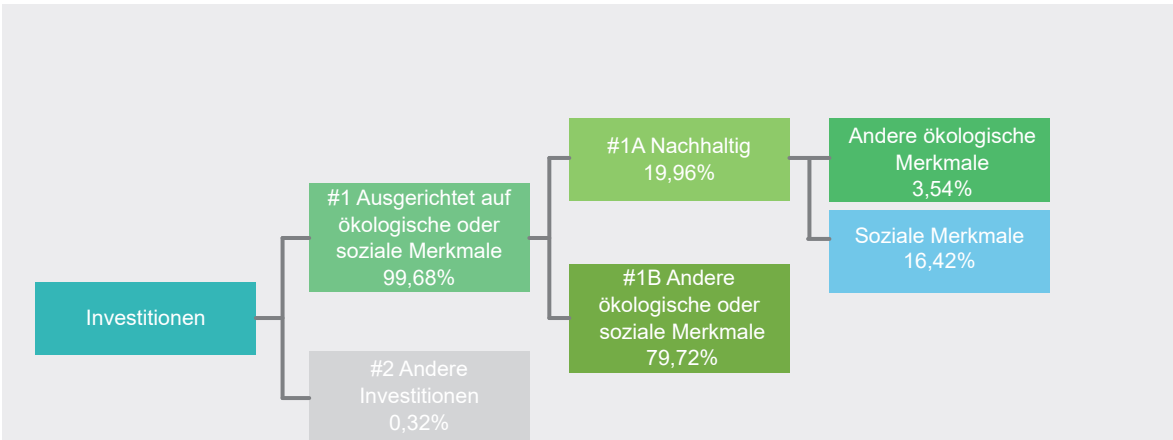 Investitionen
#1 Ausgerichtet auf
ökologische oder
soziale Merkmale
99,68%
#2 Andere
Investitionen
0,32%
#1A Nachhaltig
19,96%
#1B Andere
ökologische oder
soziale Merkmale
79,72%
Andere ökologische
Merkmale
3,54%
Soziale Merkmale
16,42%